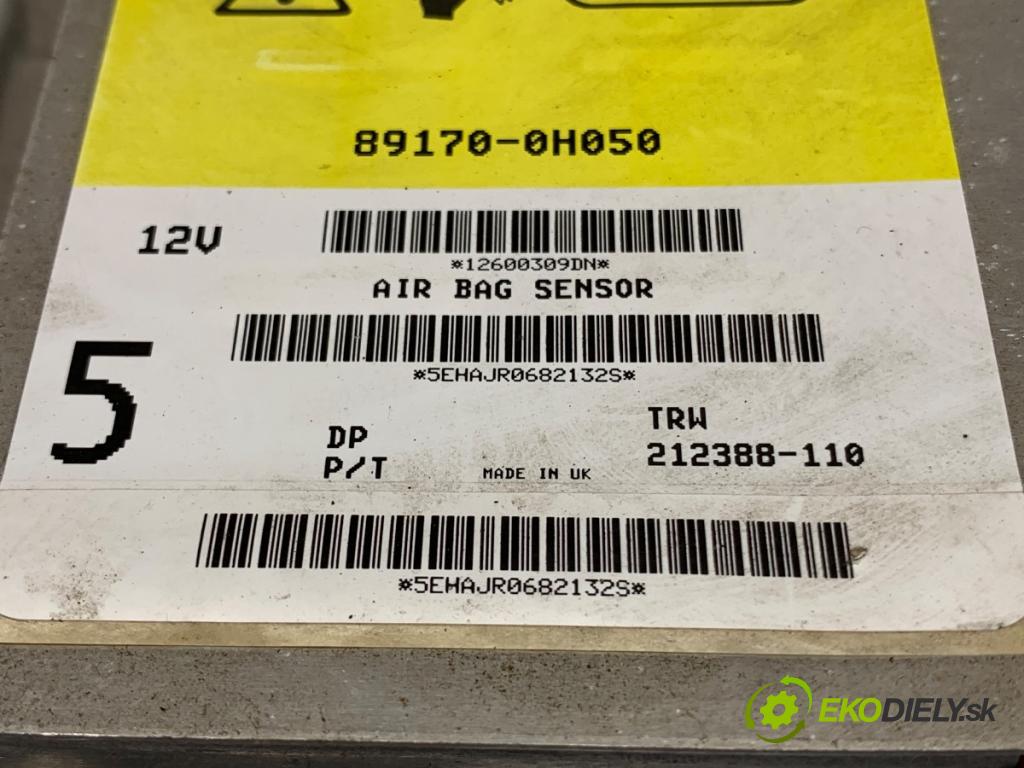 89170-0H050
12V
*12600309DN*
AIR BAG SENSOR
*5EHAJR0682132S*
5
DP
TRW
P/T
MADE IN UK
212388-110
*5EHAJR0682132S*
EKODIELY.sk